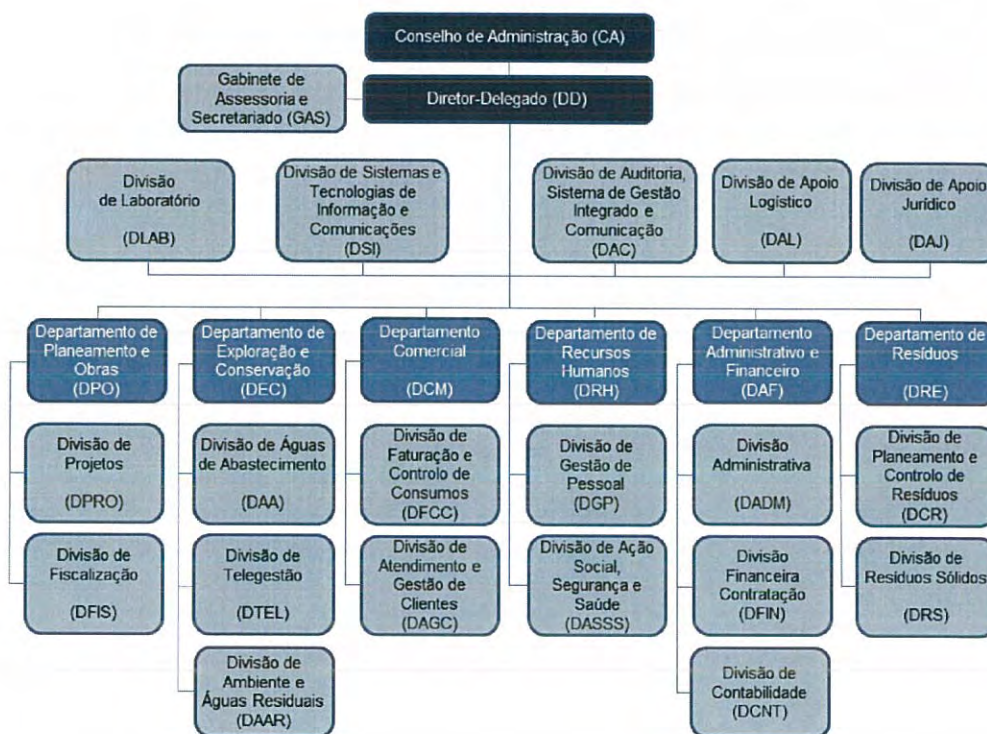 Conselho de Administração (CA)
Gabinete de
Assessoria e
Secretariado (GAS)
Diretor-Delegado (DD)
Divisão
de Laboratório
(DLAB)
Divisão de Sistemas e
Tecnologias de
Informação e
Comunicações
(DSI)
Divisão de Auditoria,
Sistema de Gestão
Integrado e
Comunicação
(DAC)
Divisão de Apoio
Logístico
(DAL)
Divisão de Apoio
Jurídico
(DAJ)
Departamento de
Planeamento e
Obras
(DPO)
Departamento de
Exploração e
Conservação
(DEC)
Departamento
Comercial
(DCM)
Departamento de
Recursos
Humanos
(DRH)
Departamento
Administrativo e
Financeiro
(DAF)
Departamento de
Resíduos
(DRE)
Divisão de
Projetos
(DPRO)
Divisão de Águas
de Abastecimento
(DAA)
Divisão de
Faturação e
Controlo de
Consumos
(DFCC)
Divisão de
Gestão de
Pessoal
(DGP)
Divisão
Administrativa
(DADM)
Divisão de
Planeamento e
Controlo de
Resíduos
(DCR)
Divisão de
Fiscalização
(DFIS)
Divisão de
Telegestão
(DTEL)
Divisão de
Atendimento e
Gestão de
Clientes
(DAGC)
Divisão de Ação
Social,
Segurança e
Saúde
(DASSS)
Divisão
Financeira
Contratação
(DFIN)
Divisão de
Resíduos Sólidos
(DRS)
Divisão de
Ambiente e
Águas Residuais
(DAAR)
Divisão de
Contabilidade
(DCNT)